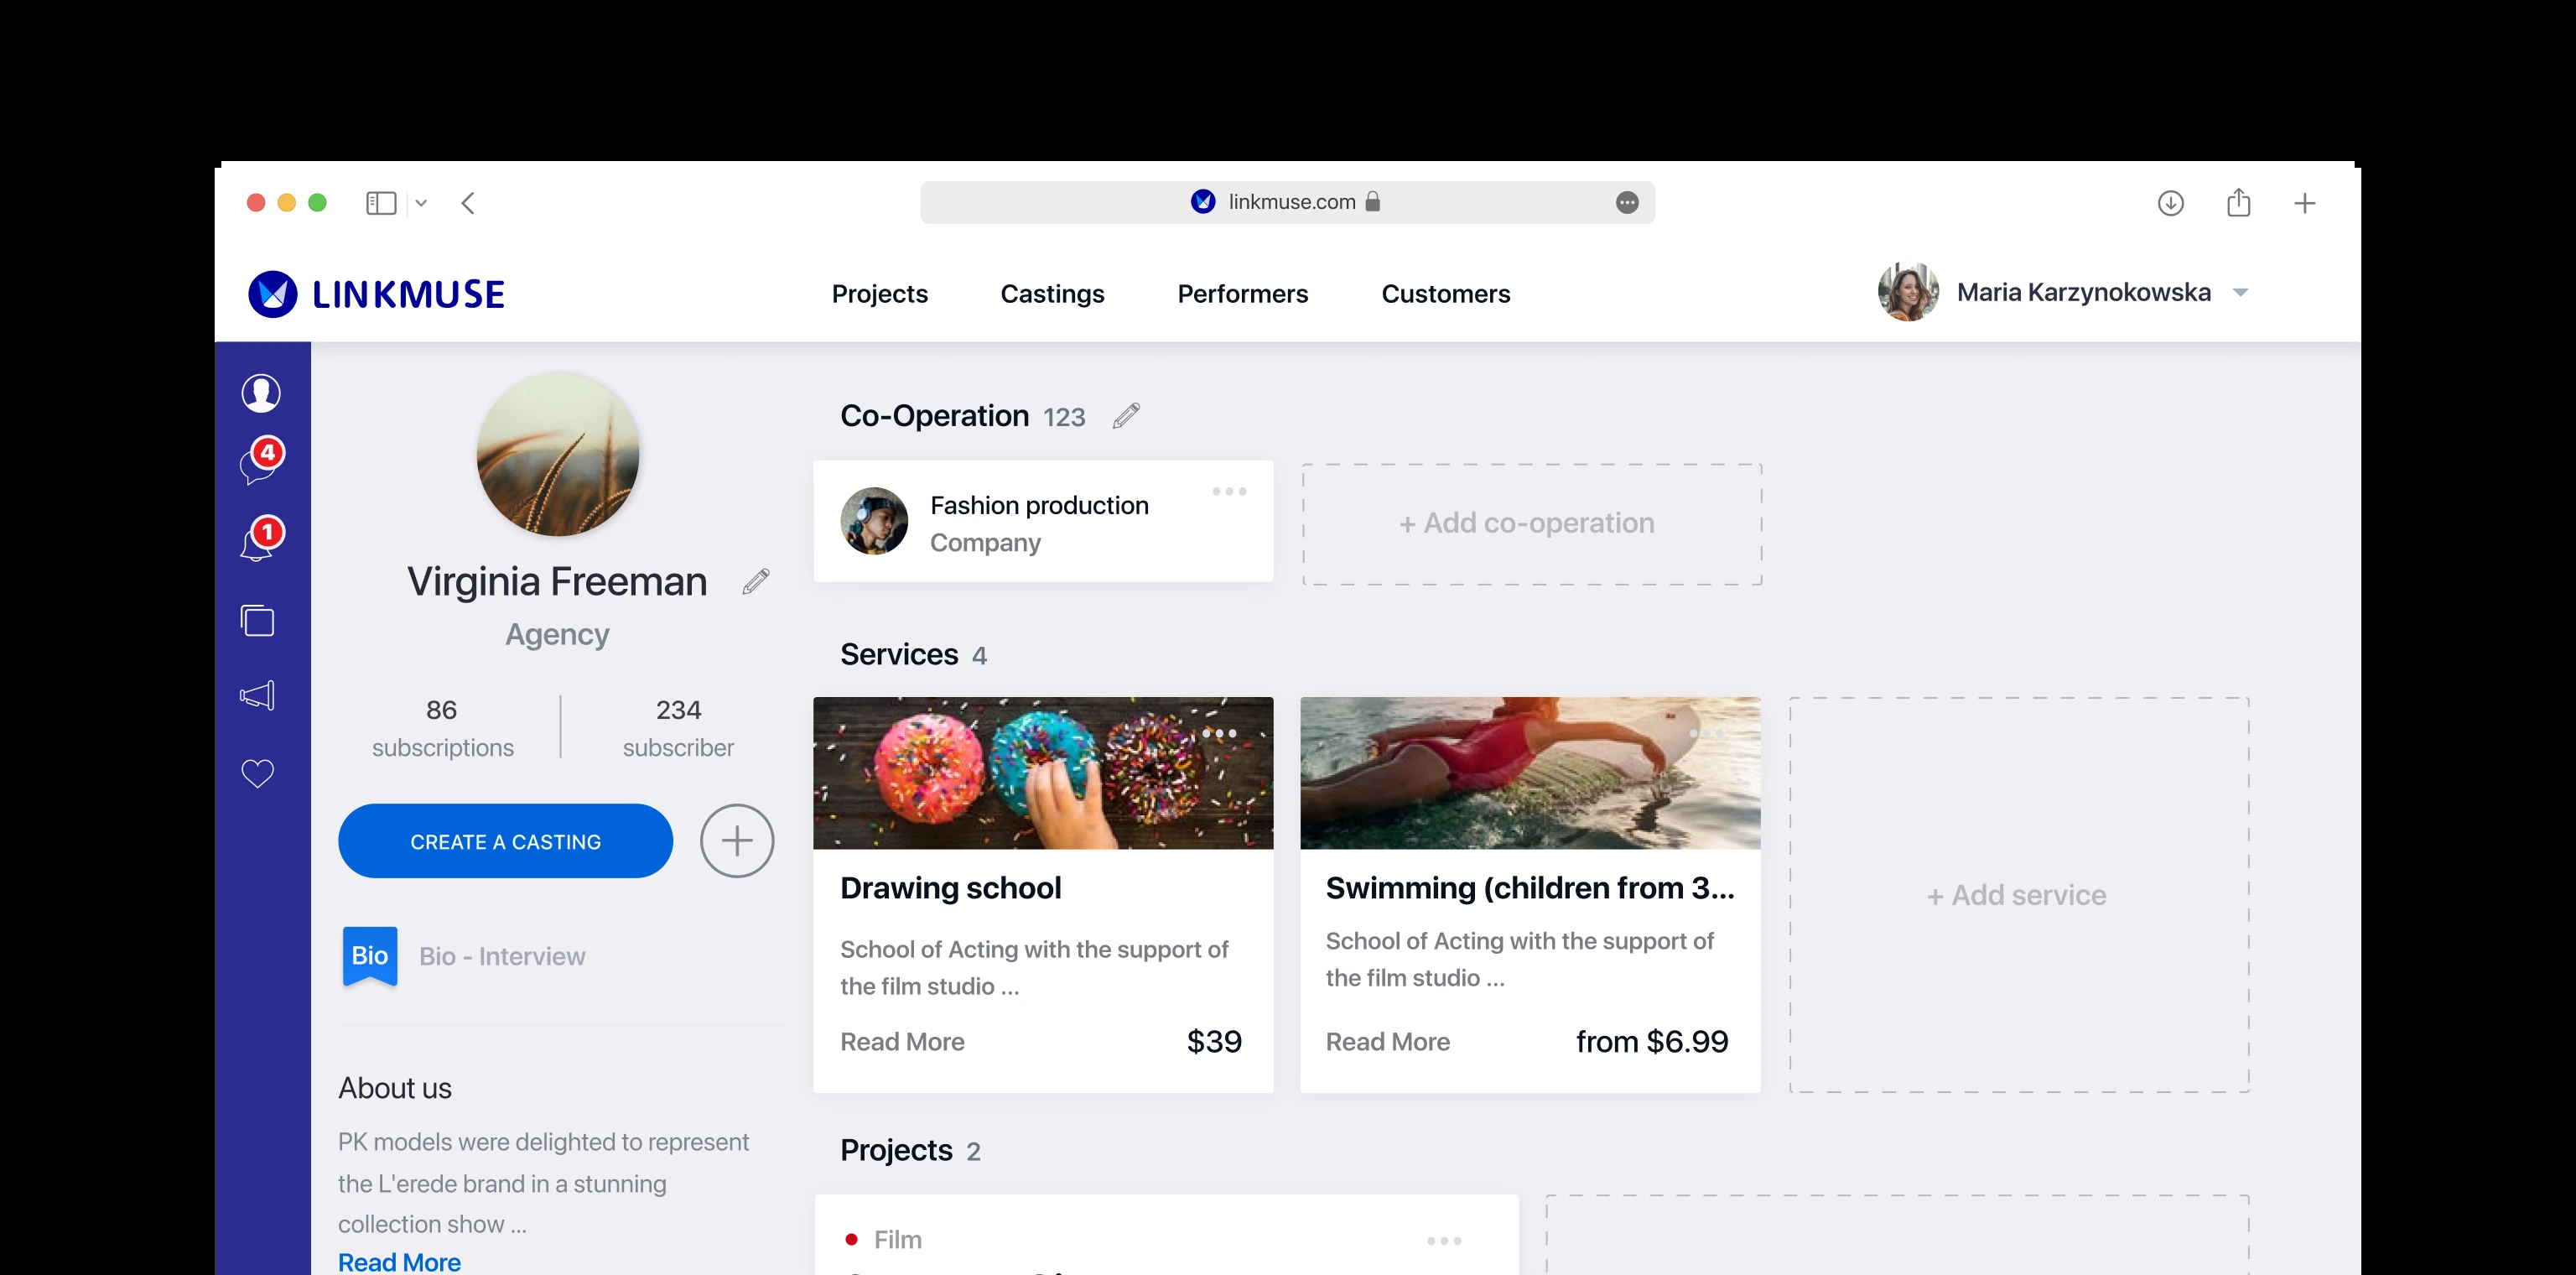 linkmuse.com
LINKMUSE
Projects
Castings
Performers
Customers
Maria Karzynokowska
4
1
Virginia Freeman
Agency
86
subscriptions
234
subscriber
CREATE A CASTING
Bio
Bio - Interview
About us
PK models were delighted to represent
the L'erede brand in a stunning
collection show ...
Read More
Co-Operation 123
Fashion production
Company
+ Add co-operation
Services 4
Drawing school
School of Acting with the support of
the film studio ...
Read More
$39
Swimming (children from 3...
School of Acting with the support of
the film studio ...
Read More
from $6.99
+ Add service
Projects 2
Film